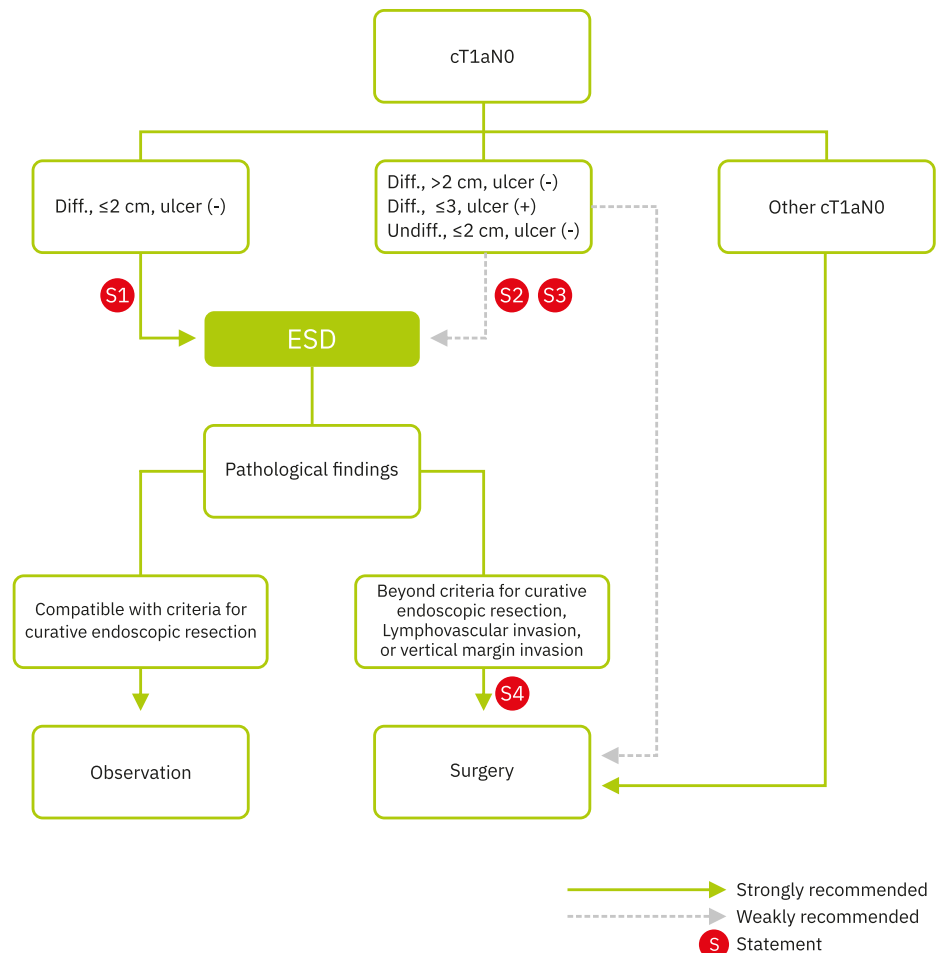 cT1aN0
Diff., ≤2 cm, ulcer (-)
Diff., >2 cm, ulcer (-)
Diff., ≤3, ulcer (+)
Undiff., ≤2 cm, ulcer (-)
Other cT1aN0
S1
S2
S3
ESD
Pathological findings
Compatible with criteria for
curative endoscopic resection
Beyond criteria for curative
endoscopic resection,
Lymphovascular invasion,
or vertical margin invasion
S4
Observation
Surgery
Strongly recommended
Weakly recommended
S Statement